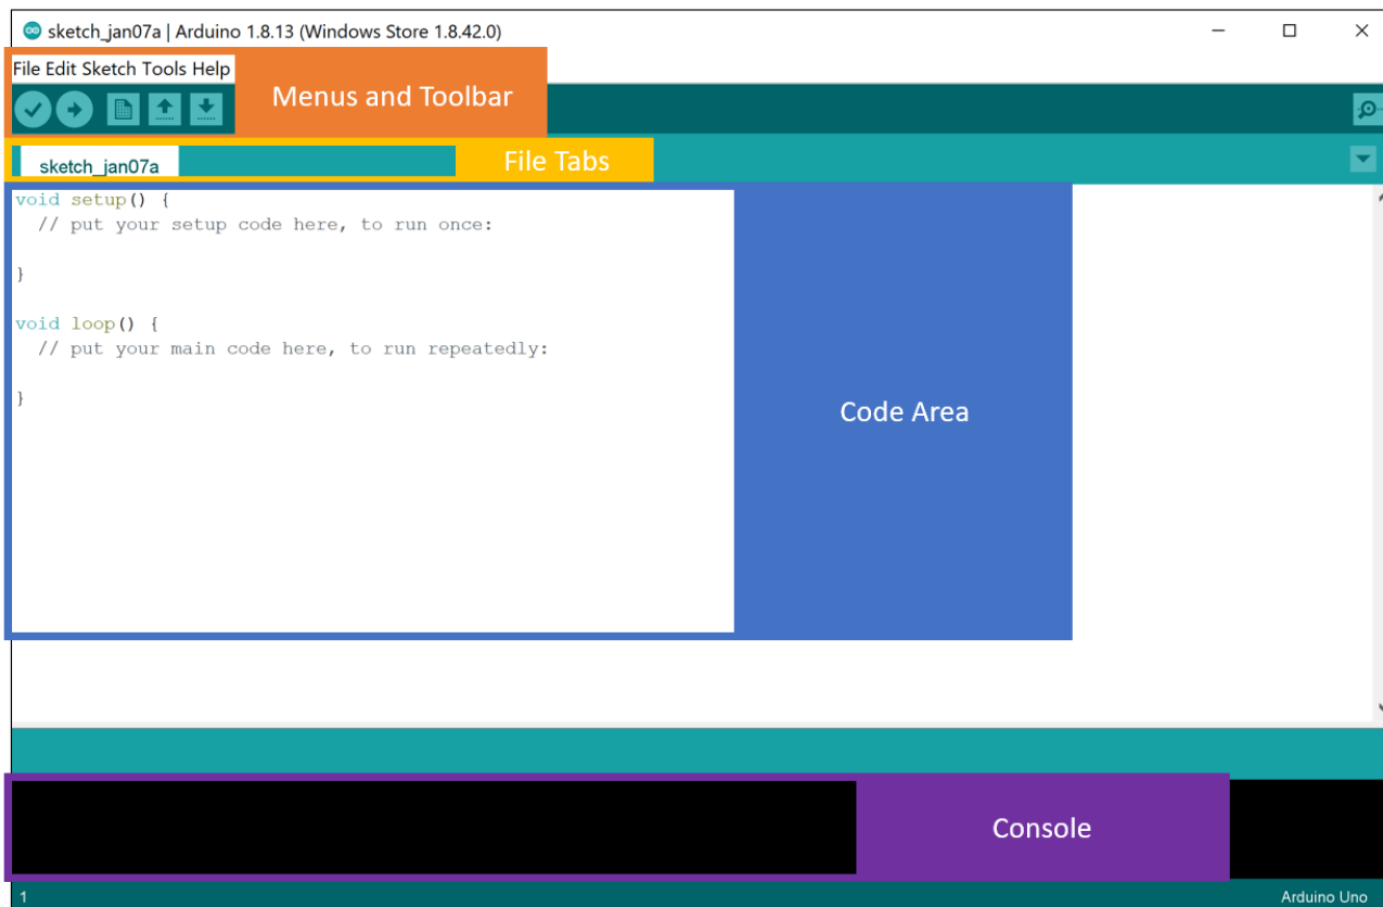 sketch_jan07a | Arduino 1.8.13 (Windows Store 1.8.42.0)
File Edit Sketch Tools Help
Menus and Toolbar
sketch_jan07a
File Tabs
void setup() {
  // put your setup code here, to run once:
}
void loop() {
  // put your main code here, to run repeatedly:
}
Code Area
Console
1
Arduino Uno